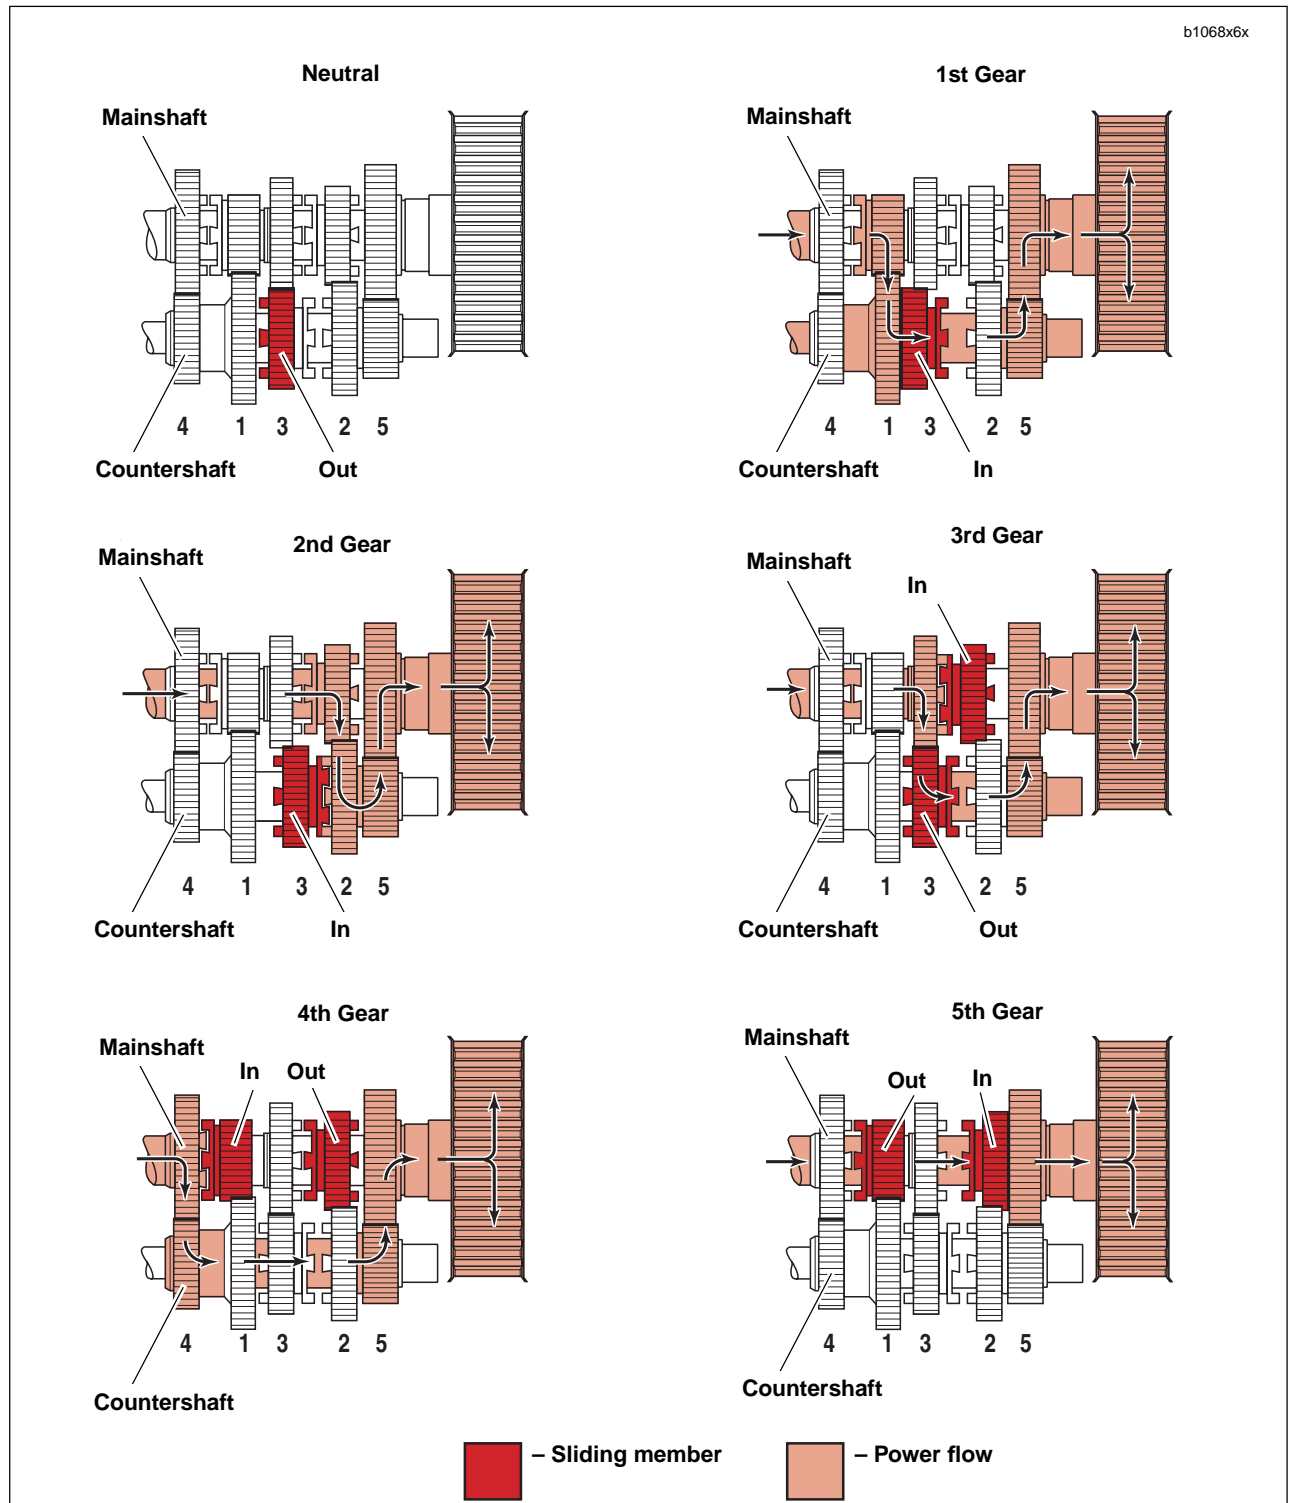 b1068x6x
Neutral
Mainshaft
4 1 3 2 5
Countershaft Out
1st Gear
Mainshaft
4 1 3 2 5
Countershaft In
2nd Gear
Mainshaft
4 1 3 2 5
Countershaft In
3rd Gear
Mainshaft
In
4 1 3 2 5
Countershaft Out
4th Gear
Mainshaft
In Out
4 1 3 2 5
Countershaft
5th Gear
Mainshaft
Out In
4 1 3 2 5
Countershaft
– Sliding member – Power flow